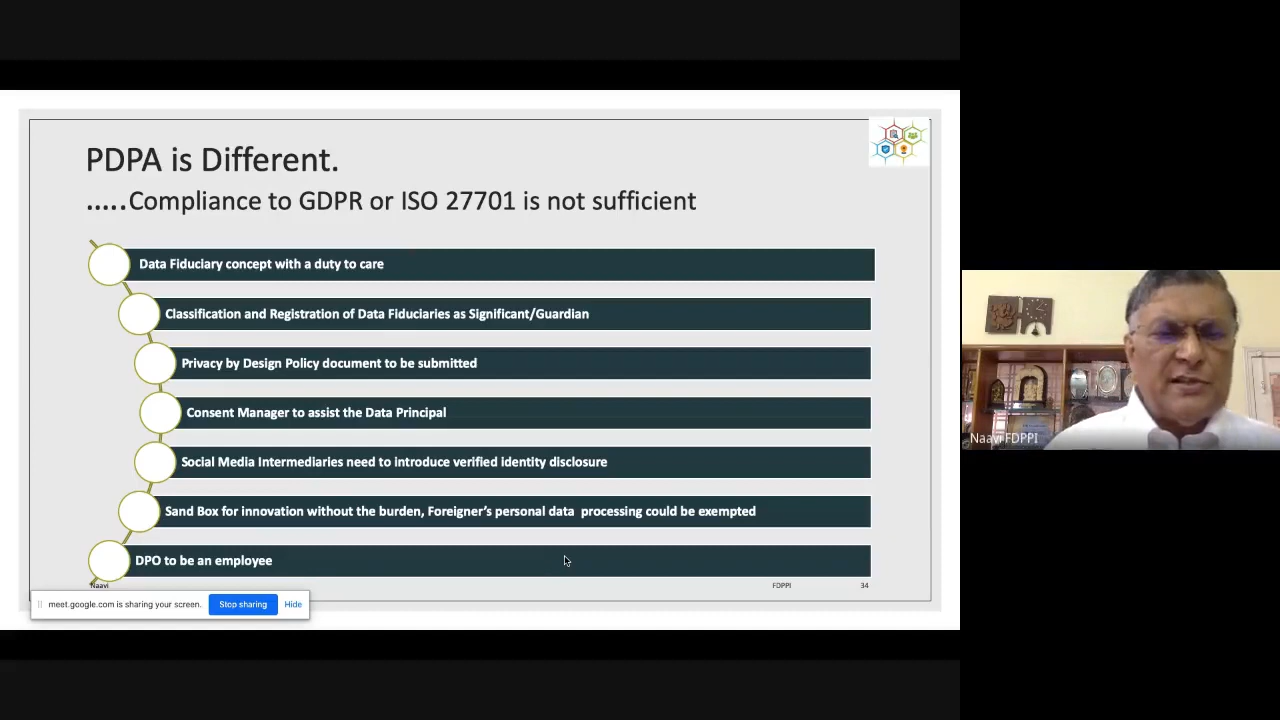 PDPA is Different.
.....Compliance to GDPR or ISO 27701 is not sufficient
Data Fiduciary concept with a duty to care
Classification and Registration of Data Fiduciaries as Significant/Guardian
Privacy by Design Policy document to be submitted
Consent Manager to assist the Data Principal
Social Media Intermediaries need to introduce verified identity disclosure
Sand Box for innovation without the burden, Foreigner's personal data processing could be exempted
DPO to be an employee
Naavi FDPPI 34
meet.google.com is sharing your screen. Stop sharing Hide
Naavi FDPPI